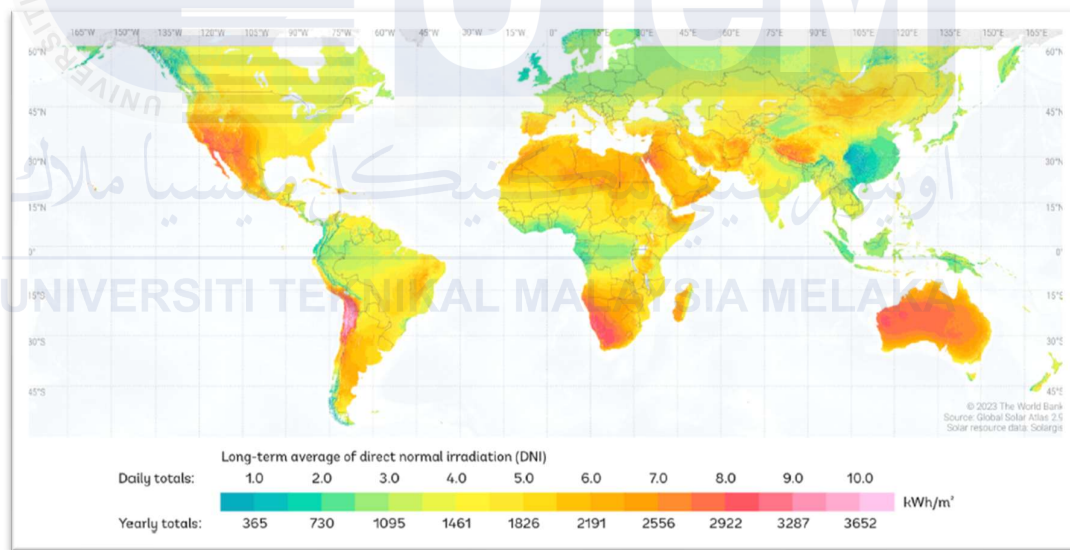 165°W 150°W 135°W 120°W 105°W 90°W 75°W 60°W 45°W 30°W 15°W 0° 15°E 30°E 45°E 60°E 75°E 90°E 105°E 120°E 135°E 150°E 165°E
60°N 60°N
45°N 45°N
30°N 30°N
15°N 15°N
0° 0°
UNIVERSITI TEKNIKAL MALAYSIA MELAKA
15°S 15°S
30°S 30°S
45°S 45°S
© 2023 The World Bank
Source: Global Solar Atlas 2.
Solar resource data: Solargis
Long-term average of direct normal irradiation (DNI)
Daily totals: 1.0 2.0 3.0 4.0 5.0 6.0 7.0 8.0 9.0 10.0
kWh/m²
Yearly totals: 365 730 1095 1461 1826 2191 2556 2922 3287 3652